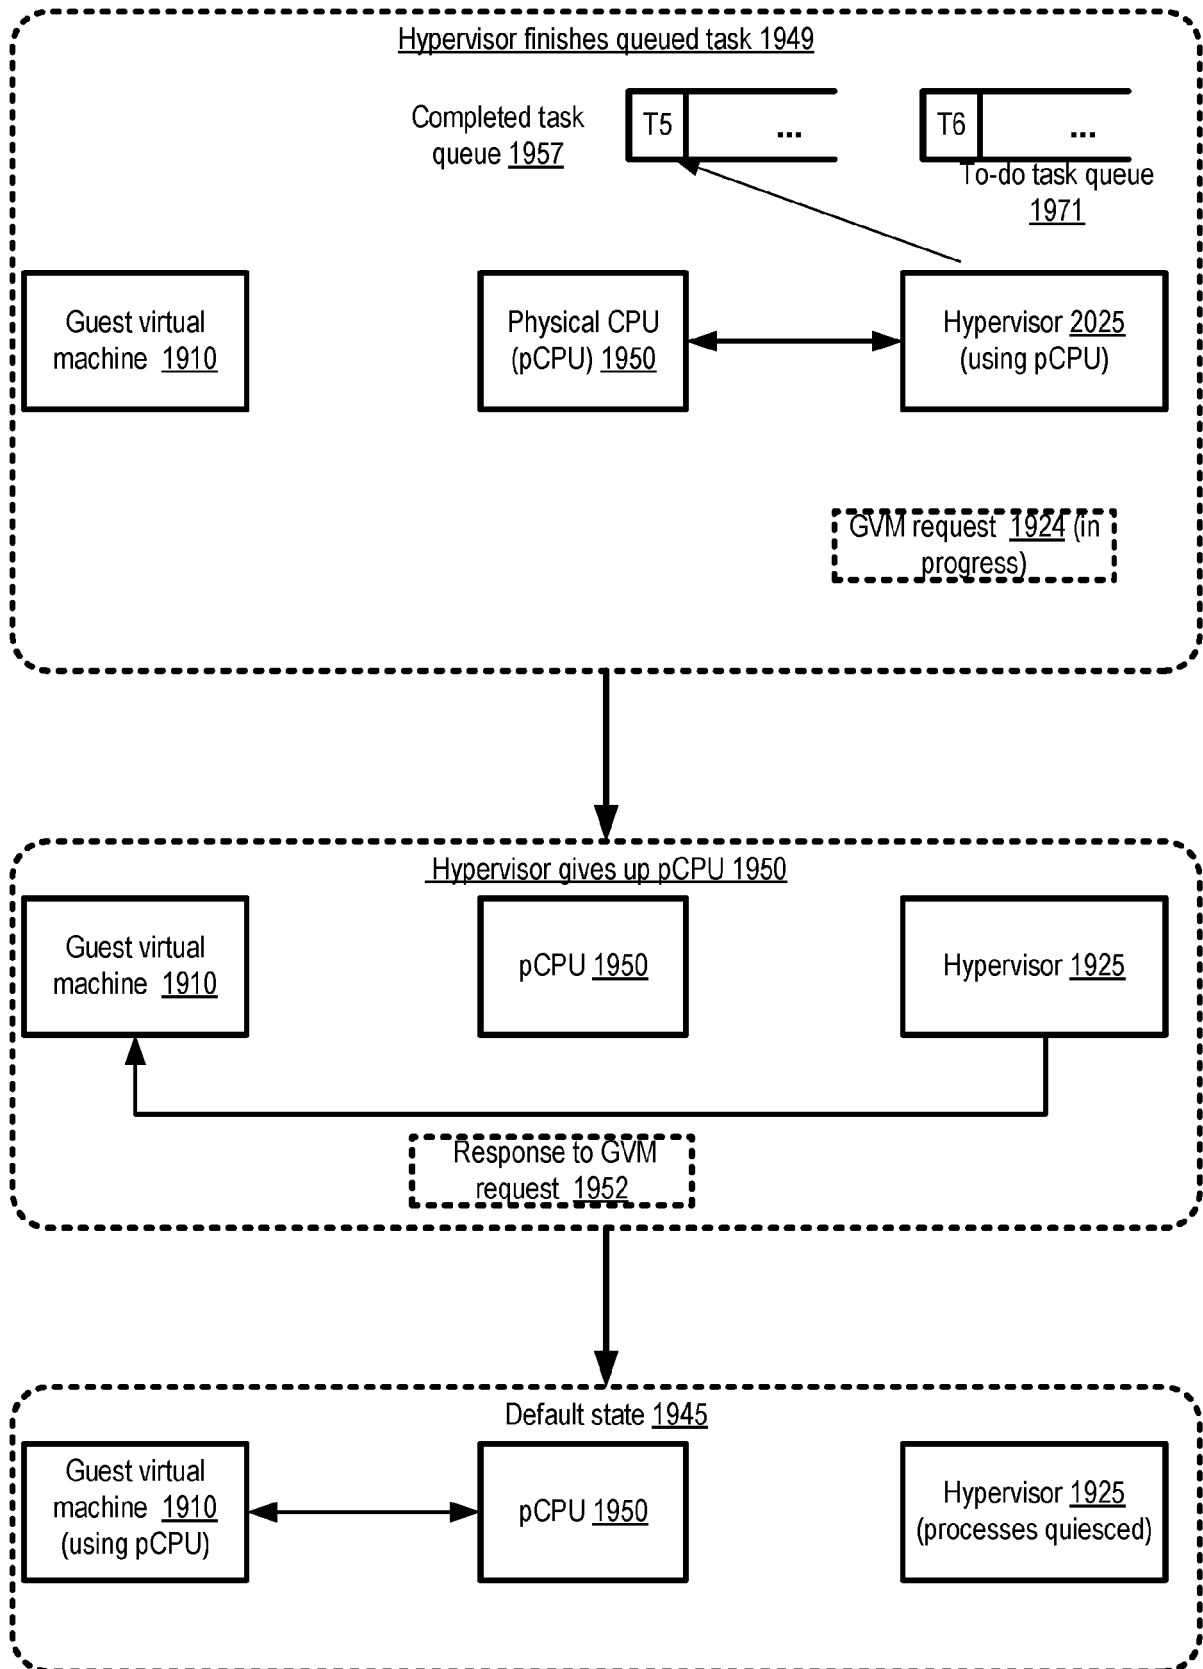 Hypervisor finishes queued task 1949
Completed task
queue 1957
T5
...
T6
...
To-do task queue
1971
Guest virtual
machine 1910
Physical CPU
(pCPU) 1950
Hypervisor 2025
(using pCPU)
GVM request 1924 (in
progress)
Hypervisor gives up pCPU 1950
Guest virtual
machine 1910
pCPU 1950
Hypervisor 1925
Response to GVM
request 1952
Default state 1945
Guest virtual
machine 1910
(using pCPU)
pCPU 1950
Hypervisor 1925
(processes quiesced)